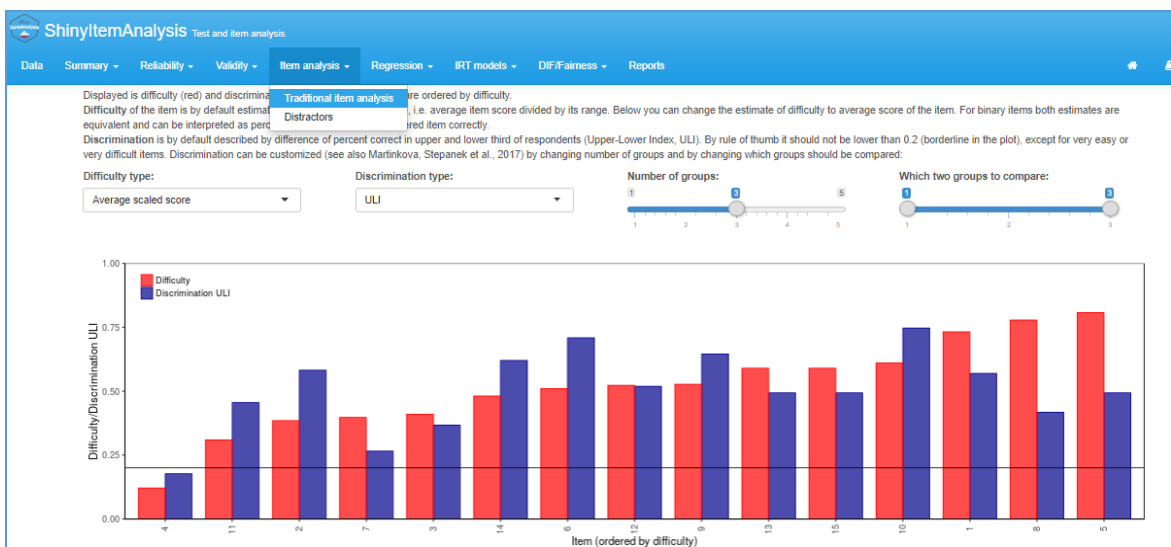 ShinyItemAnalysis Test and item analysis
Data Summary Reliability Validity Item analysis Regression IRT models DIF/Fairness Reports
Traditional item analysis
Distractors
Displayed is difficulty (red) and discrimina are ordered by difficulty.
Difficulty of the item is by default estimat , i.e. average item score divided by its range. Below you can change the estimate of difficulty to average score of the item. For binary items both estimates are
equivalent and can be interpreted as perc ered item correctly.
Discrimination is by default described by difference of percent correct in upper and lower third of respondents (Upper-Lower Index, ULI). By rule of thumb it should not be lower than 0.2 (borderline in the plot), except for very easy or
very difficult items. Discrimination can be customized (see also Martinkova, Stepanek et al., 2017) by changing number of groups and by changing which groups should be compared:
Difficulty type: Discrimination type: Number of groups: Which two groups to compare:
Average scaled score ULI
1 3 5 1 3
1 2 3 4 5 1 2 3
Difficulty
Discrimination ULI
Difficulty/Discrimination ULI
1.00
0.75
0.50
0.25
0.00
4 11 2 7 3 14 6 12 9 13 15 10 1 8 5
Item (ordered by difficulty)